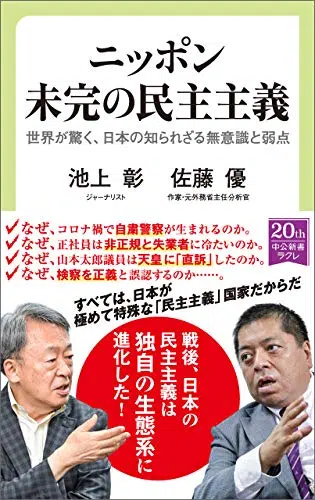 ニッポン
未完の民主主義
世界が驚く、日本の知られざる無意識と弱点
池上 彰
ジャーナリスト
佐藤 優
作家・元外務省主任分析官
✓なぜ、コロナ禍で自粛警察が生まれるのか。
✓なぜ、正社員は非正規と失業者に冷たいのか。
✓なぜ、山本太郎議員は天皇に「直訴」したのか。
✓なぜ、検察を正義と誤認するのか……。
20th
中公新書
ラクレ
すべては、日本が
極めて特殊な「民主主義」国家だからだ
戦後、日本の
民主主義は
独自の生態系に
進化した!